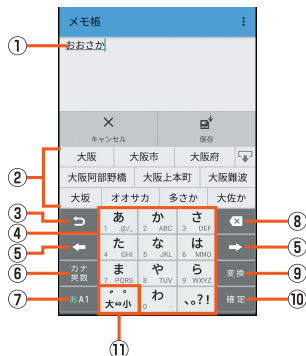 メモ帳
① おおさか
キャンセル 保存
② 大阪 大阪市 大阪府
大阪阿部野橋 大阪上本町 大阪難波
大坂 オオサカ 多さか 大佐か
③ あ 1 .@/_ か 2 ABC さ 3 DEF ⑧
④
⑤ た 4 GHI な 5 JKL は 6 MNO ⑤
⑥ カナ英数 ま 7 PQRS や 8 TUV ら 9 WXYZ 変換 ⑨
⑦ あA1 ゛゜大⇔小 わ 0 、。?! 確定 ⑩
⑪